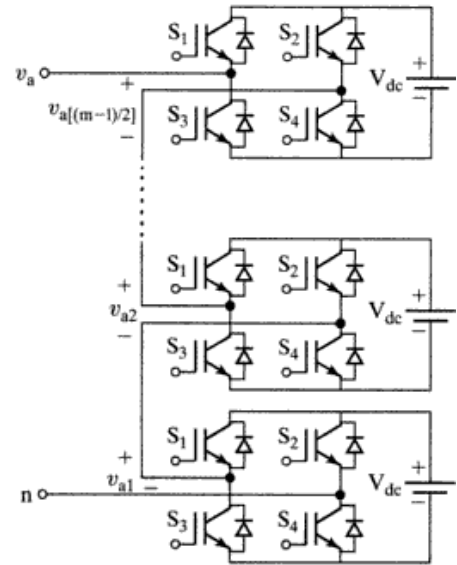 S1 S2
va + + Vdc
va[(m−1)/2]
− −
S3 S4
S1 S2
+ +
va2 Vdc
− −
S3 S4
S1 S2
+ +
va1 − Vdc
n −
S3 S4